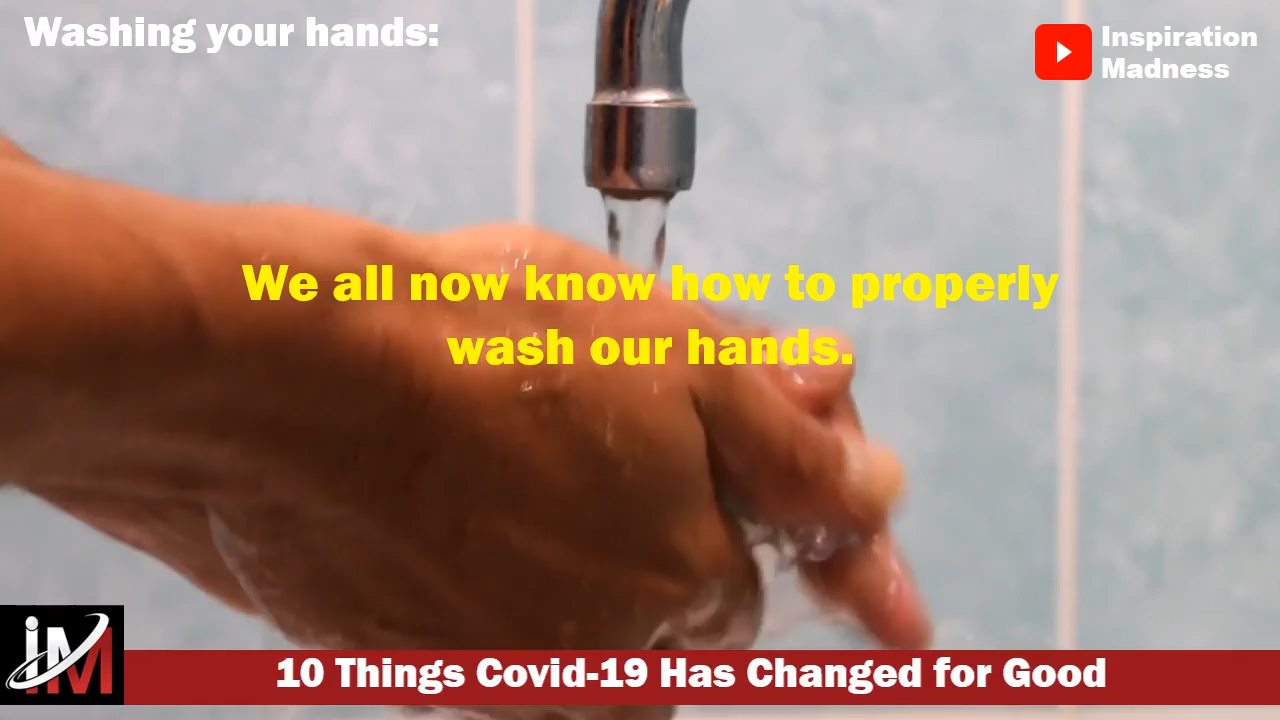 Washing your hands:
Inspiration
Madness
We all now know how to properly
wash our hands.
iM
10 Things Covid-19 Has Changed for Good